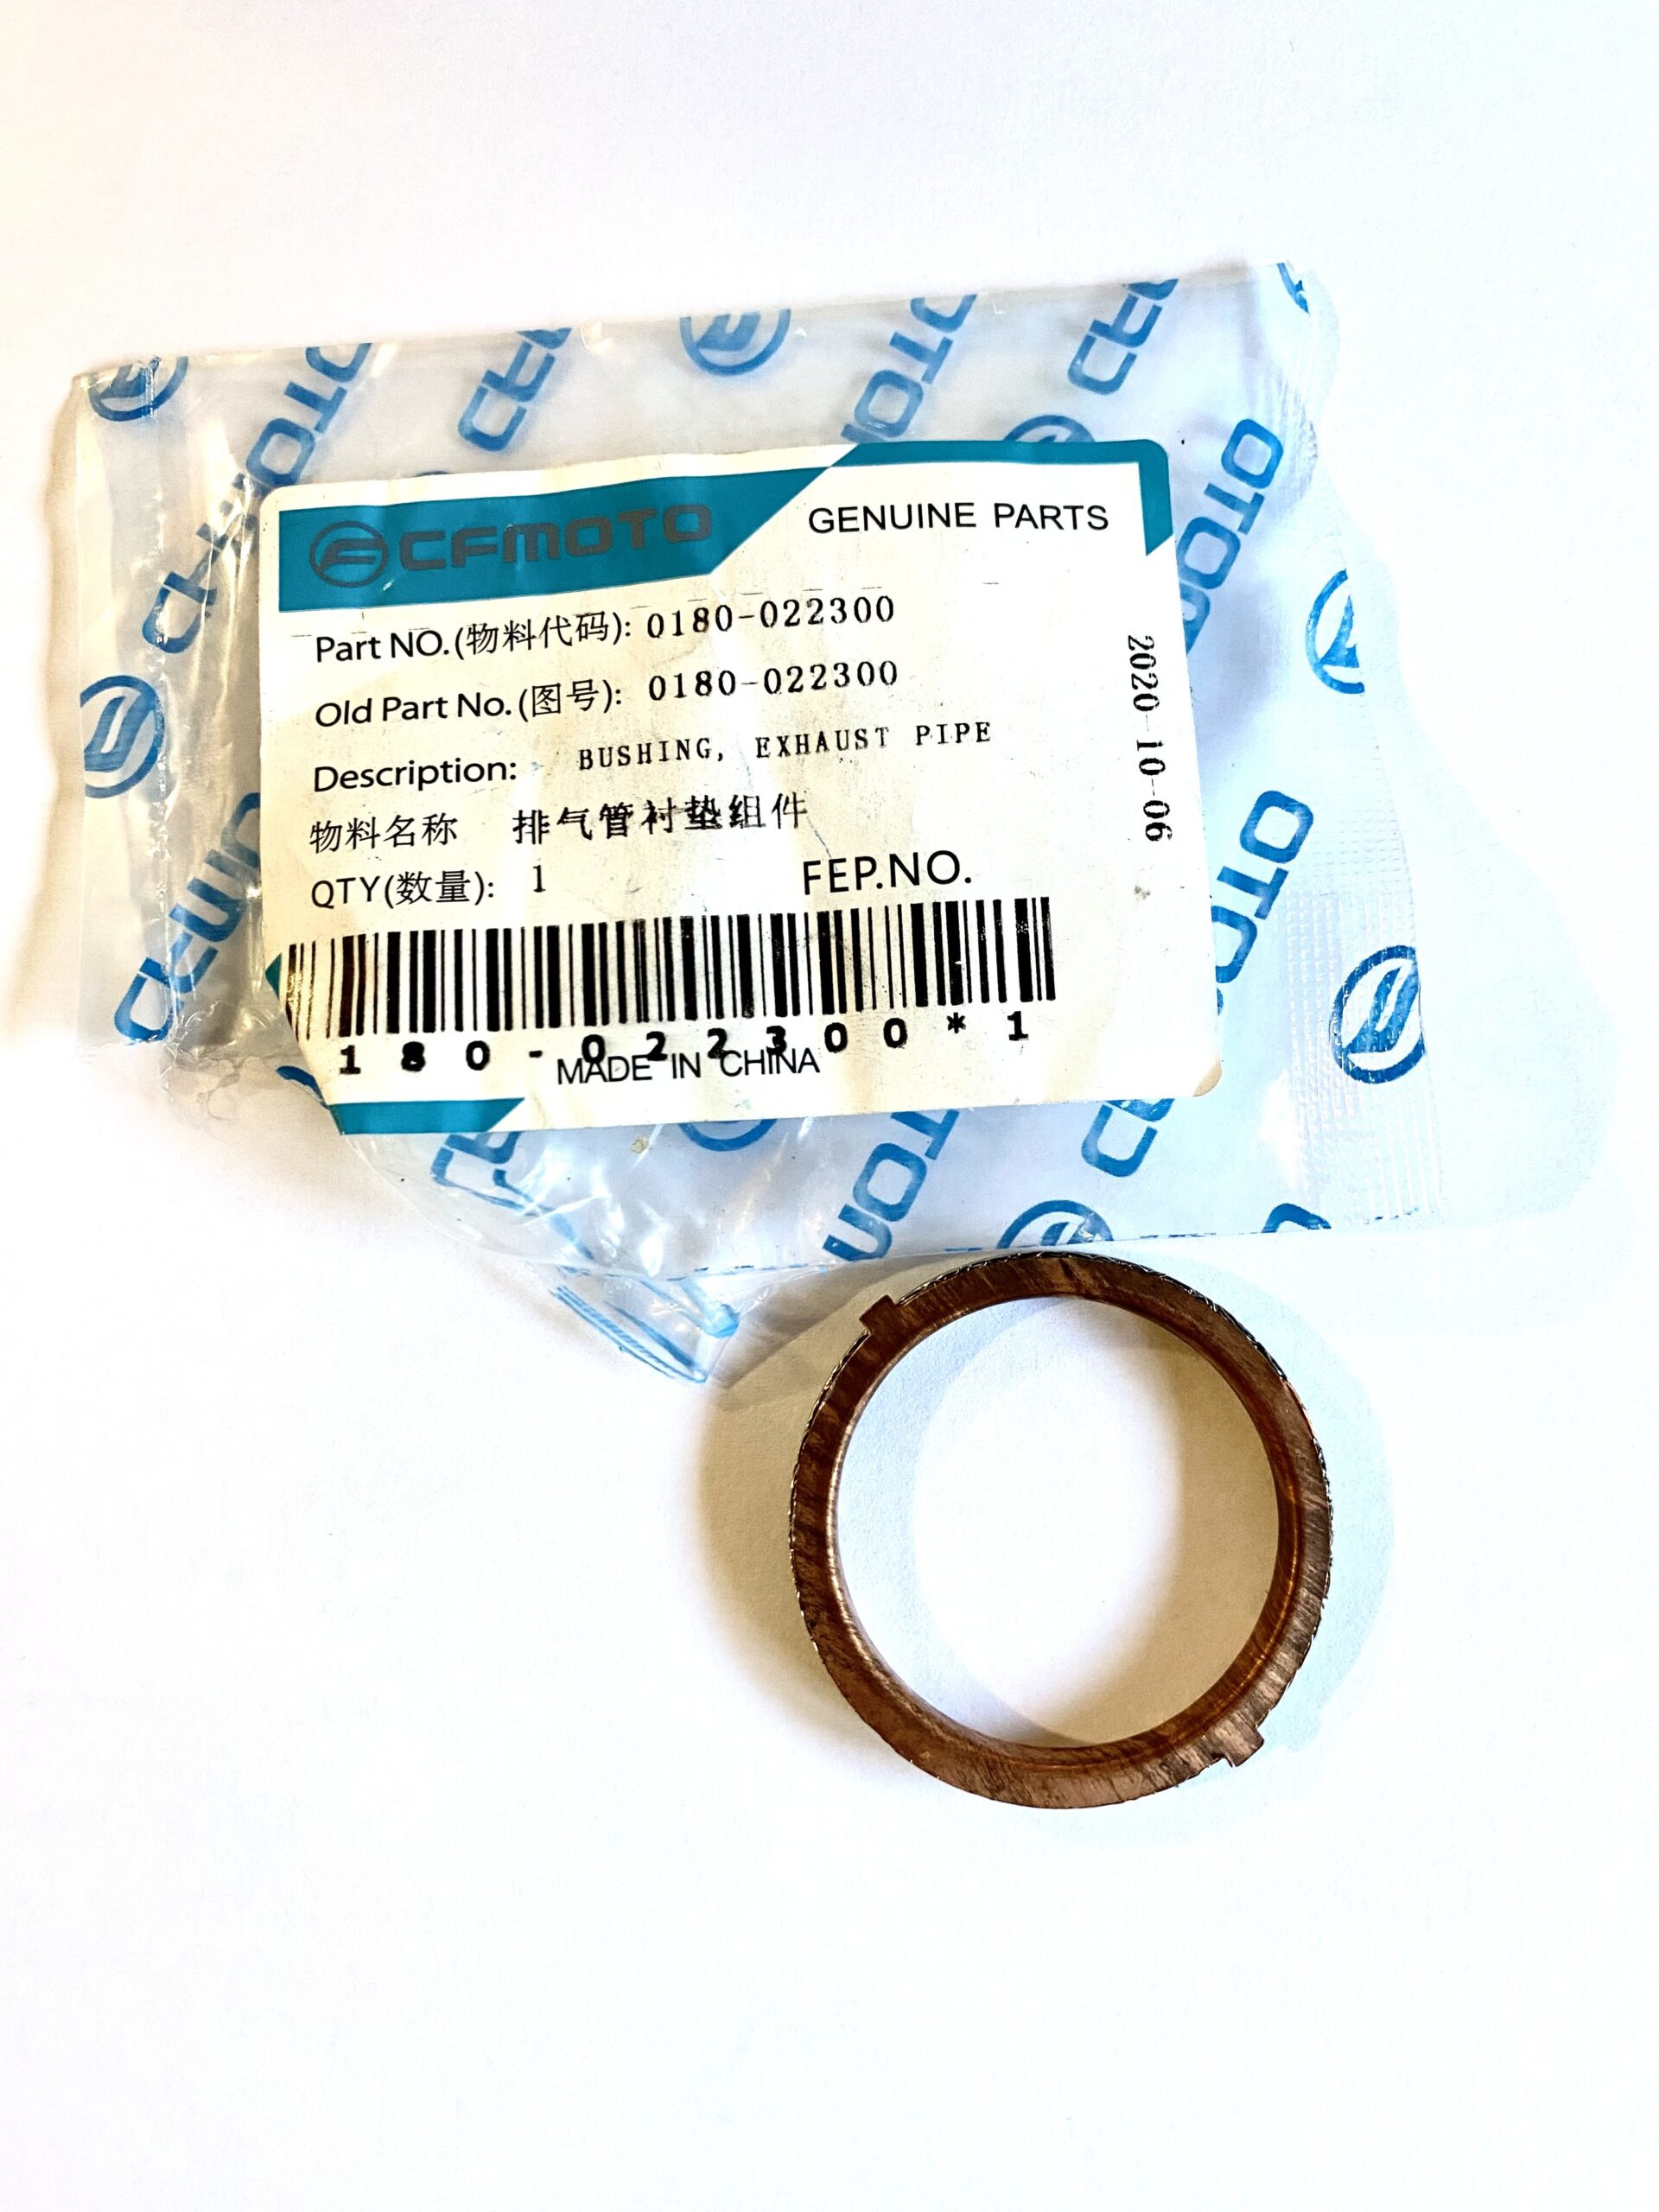 CFMOTO
GENUINE PARTS
Part NO.(物料代码): 0180-022300
Old Part No.(图号): 0180-022300
Description: BUSHING, EXHAUST PIPE
物料名称 排气管衬垫组件
QTY(数量): 1
FEP.NO.
180-022300*1
MADE IN CHINA
2020-10-06